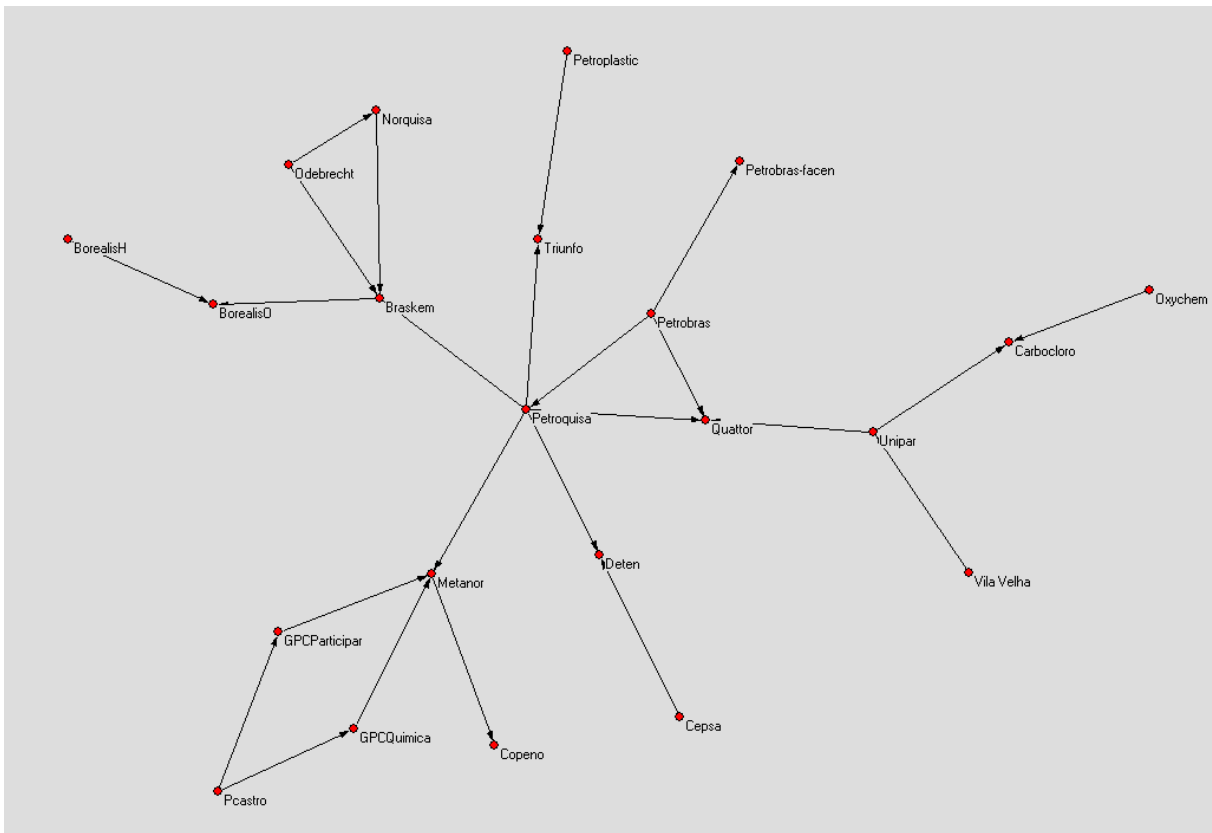 Petroplastic
Norquisa
Petrobras-facen
Odebrecht
BorealisH
Triunfo
Oxychem
BorealisO
Braskem
Petrobras
Carbocloro
Petroquisa
Quattor
Unipar
Deten
Metanor
Vila Velha
GPCParticipar
GPCQuimica
Cepsa
Copeno
Pcastro